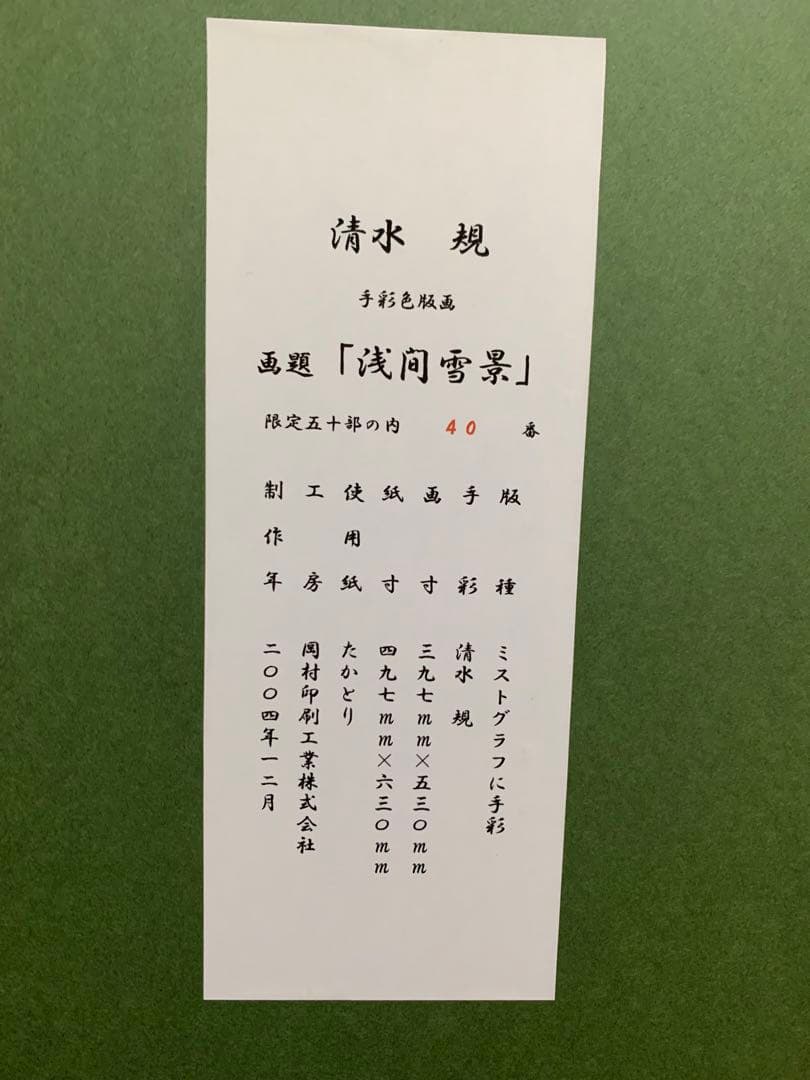 清水　規
手彩色版画
画題「浅間雪景」
限定五十部の内　40　番
版種　ミストグラフに手彩
手彩　清水　規
画寸　三九七mm×五三〇mm
紙寸　四九七mm×六三〇mm
使用紙　たかとり
工房　岡村印刷工業株式会社
制作年　二〇〇四年一二月